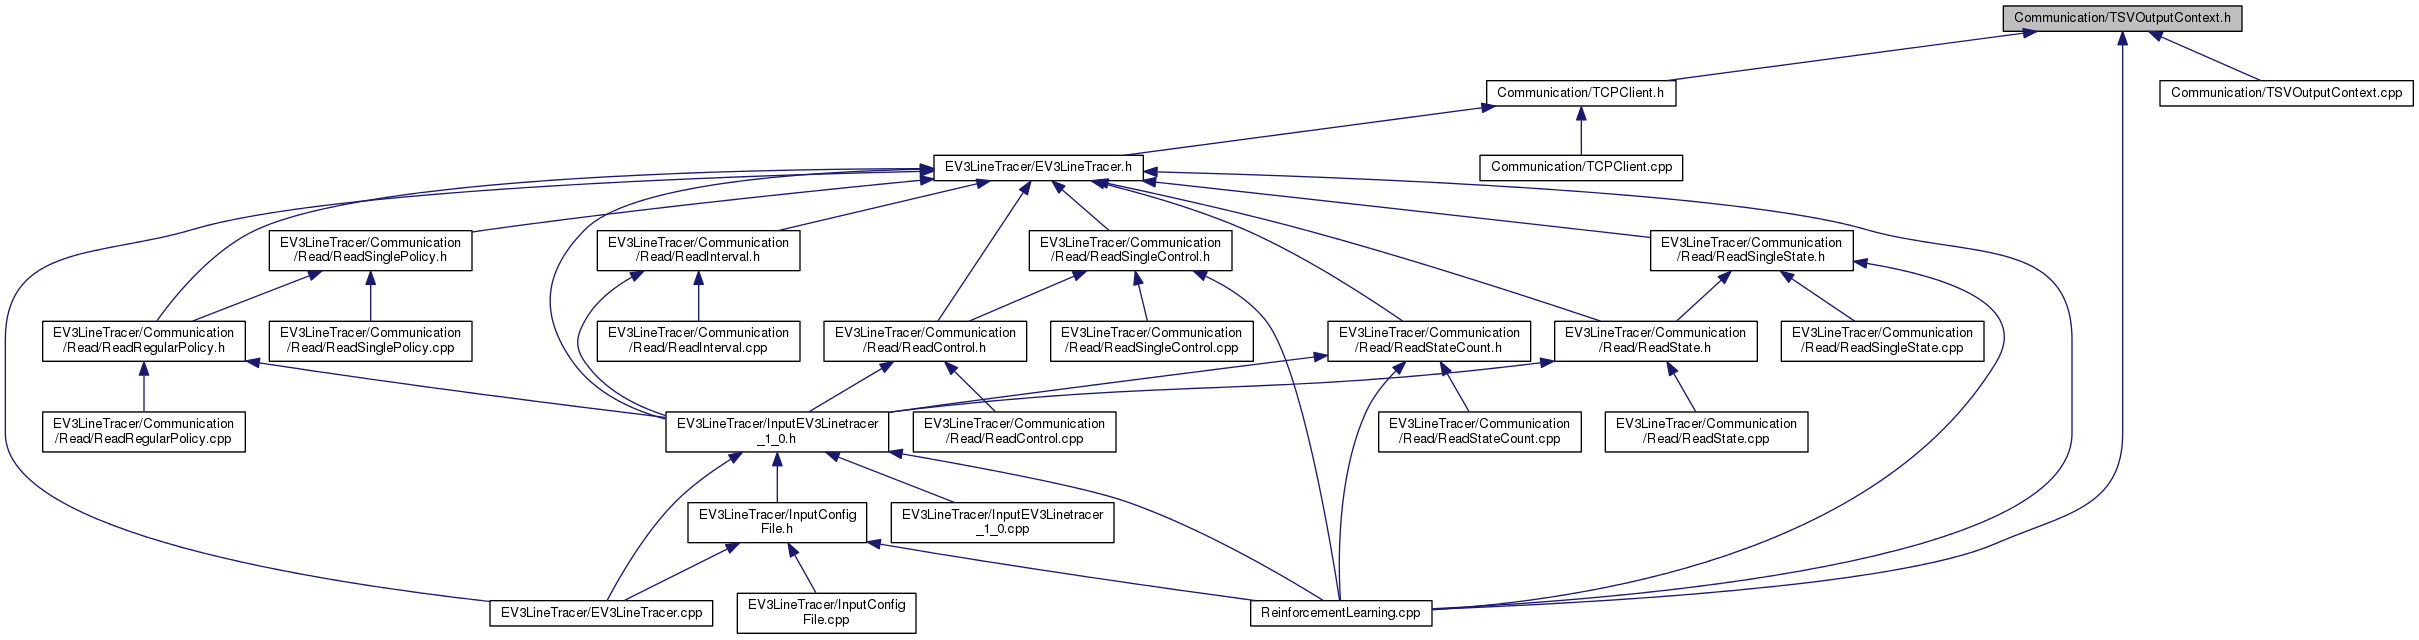 Communication/TSVOutputContext.h
Communication/TCPClient.h
Communication/TSVOutputContext.cpp
EV3LineTracer/EV3LineTracer.h
Communication/TCPClient.cpp
EV3LineTracer/Communication
/Read/ReadSinglePolicy.h
EV3LineTracer/Communication
/Read/ReadInterval.h
EV3LineTracer/Communication
/Read/ReadSingleControl.h
EV3LineTracer/Communication
/Read/ReadSingleState.h
EV3LineTracer/Communication
/Read/ReadRegularPolicy.h
EV3LineTracer/Communication
/Read/ReadSinglePolicy.cpp
EV3LineTracer/Communication
/Read/ReadInterval.cpp
EV3LineTracer/Communication
/Read/ReadControl.h
EV3LineTracer/Communication
/Read/ReadSingleControl.cpp
EV3LineTracer/Communication
/Read/ReadStateCount.h
EV3LineTracer/Communication
/Read/ReadState.h
EV3LineTracer/Communication
/Read/ReadSingleState.cpp
EV3LineTracer/Communication
/Read/ReadRegularPolicy.cpp
EV3LineTracer/InputEV3Linetracer
_1_0.h
EV3LineTracer/Communication
/Read/ReadControl.cpp
EV3LineTracer/Communication
/Read/ReadStateCount.cpp
EV3LineTracer/Communication
/Read/ReadState.cpp
EV3LineTracer/InputConfig
File.h
EV3LineTracer/InputEV3Linetracer
_1_0.cpp
EV3LineTracer/EV3LineTracer.cpp
EV3LineTracer/InputConfig
File.cpp
ReinforcementLearning.cpp